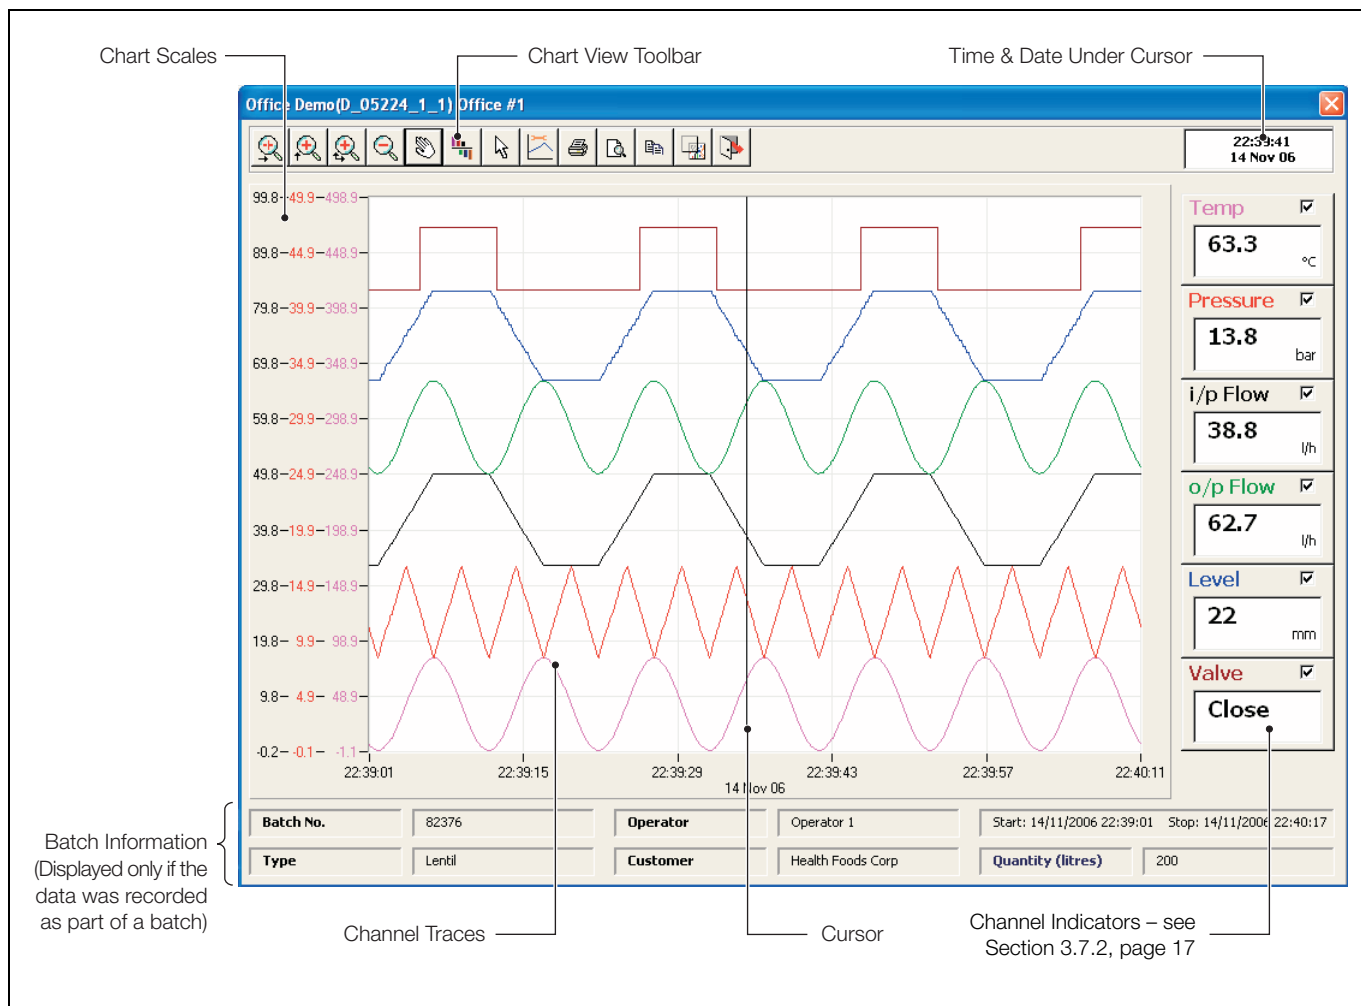 Chart Scales
Chart View Toolbar
Time & Date Under Cursor
Office Demo(D_05224_1_1) Office #1
22:39:41
14 Nov 06
99.8 49.9 498.9
89.8 44.9 448.9
79.8 39.9 398.9
69.8 34.9 348.9
59.8 29.9 298.9
49.8 24.9 248.9
39.8 19.9 198.9
29.8 14.9 148.9
19.8 9.9 98.9
9.8 4.9 48.9
-0.2 -0.1 -1.1
22:39:01 22:39:15 22:39:29 22:39:43 22:39:57 22:40:11
14 Nov 06
Temp
63.3
°C
Pressure
13.8
bar
i/p Flow
38.8
l/h
o/p Flow
62.7
l/h
Level
22
mm
Valve
Close
Batch No. 82376 Operator Operator 1 Start: 14/11/2006 22:39:01 Stop: 14/11/2006 22:40:17
Type Lentil Customer Health Foods Corp Quantity (litres) 200
Batch Information
(Displayed only if the
data was recorded
as part of a batch)
Channel Traces
Cursor
Channel Indicators – see
Section 3.7.2, page 17